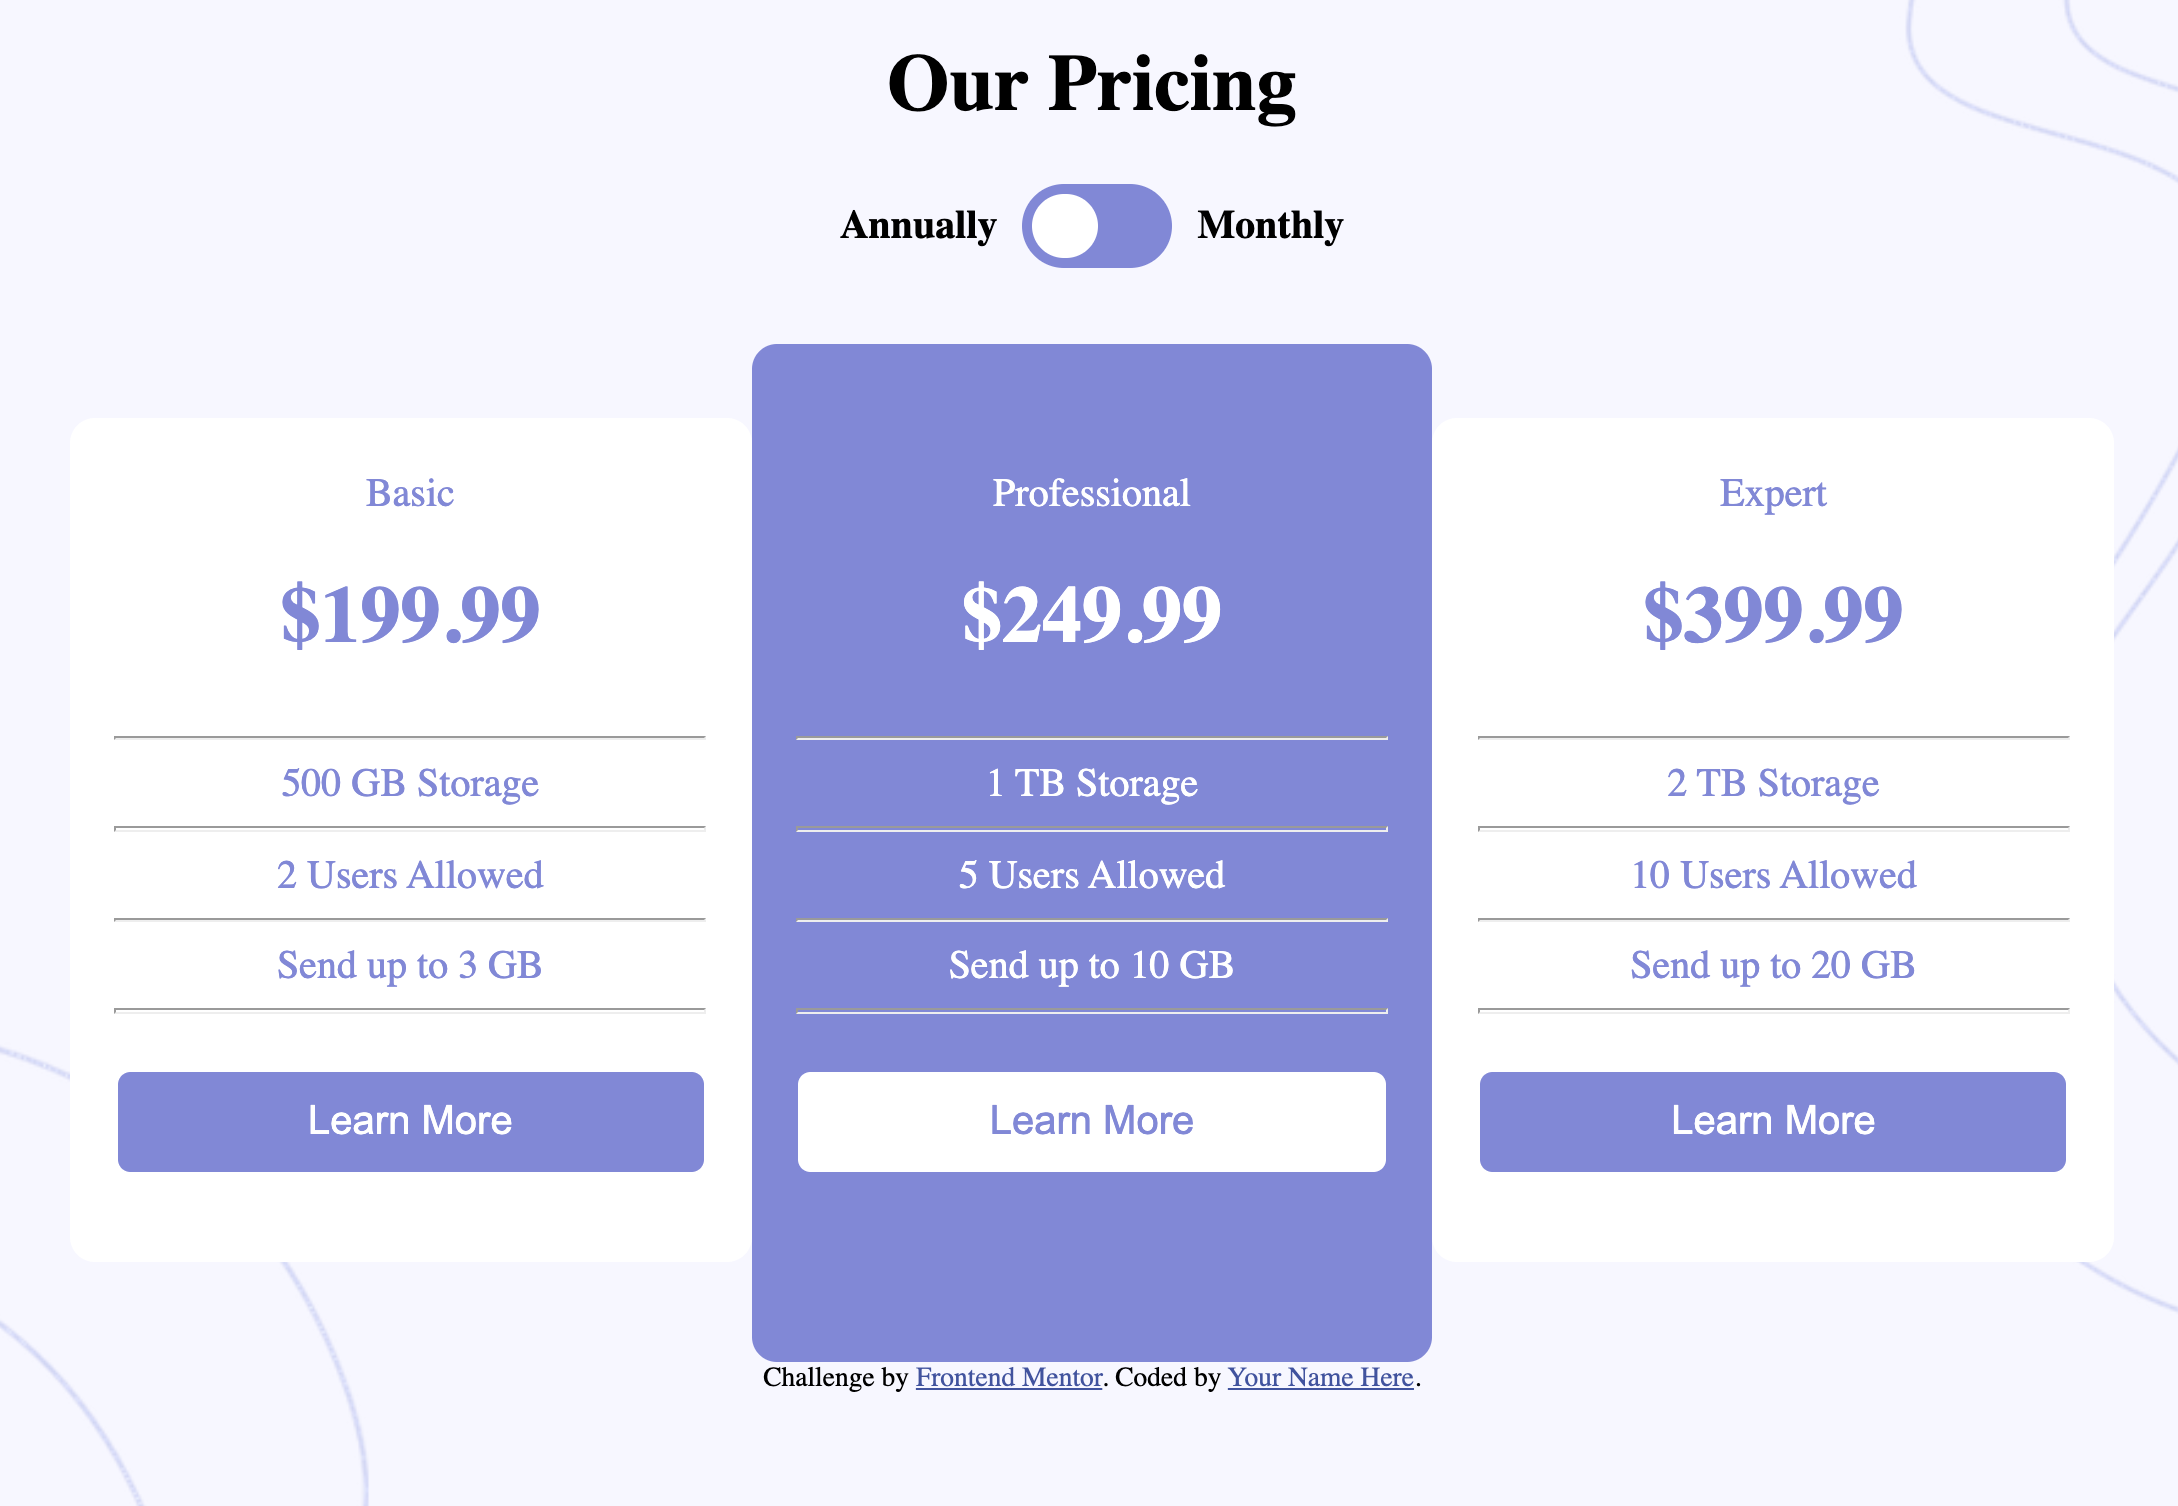 Our Pricing
Annually Monthly
Basic
$199.99
500 GB Storage
2 Users Allowed
Send up to 3 GB
Learn More
Professional
$249.99
1 TB Storage
5 Users Allowed
Send up to 10 GB
Learn More
Expert
$399.99
2 TB Storage
10 Users Allowed
Send up to 20 GB
Learn More
Challenge by Frontend Mentor. Coded by Your Name Here.